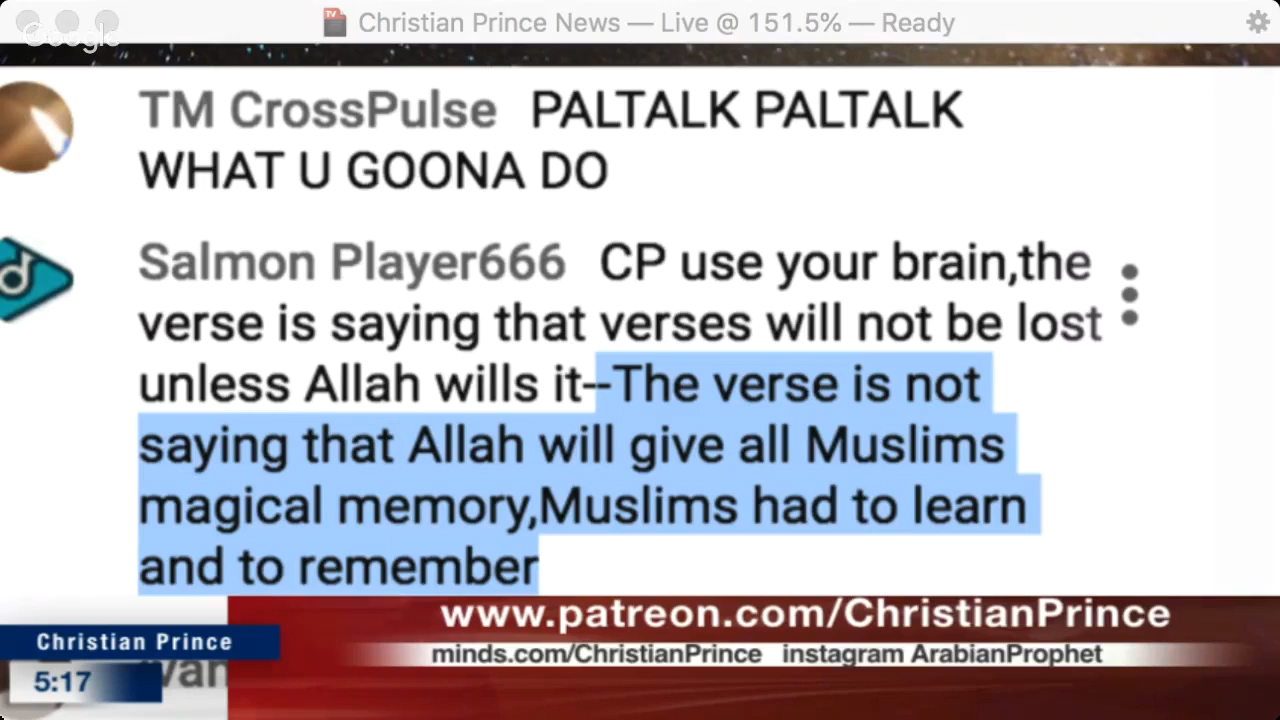 Christian Prince News — Live @ 151.5% — Ready
Google
TM CrossPulse PALTALK PALTALK
WHAT U GOONA DO
Salmon Player666 CP use your brain,the
verse is saying that verses will not be lost
unless Allah wills it--The verse is not
saying that Allah will give all Muslims
magical memory,Muslims had to learn
and to remember
www.patreon.com/ChristianPrince
Christian Prince
minds.com/ChristianPrince instagram ArabianProphet
5:17